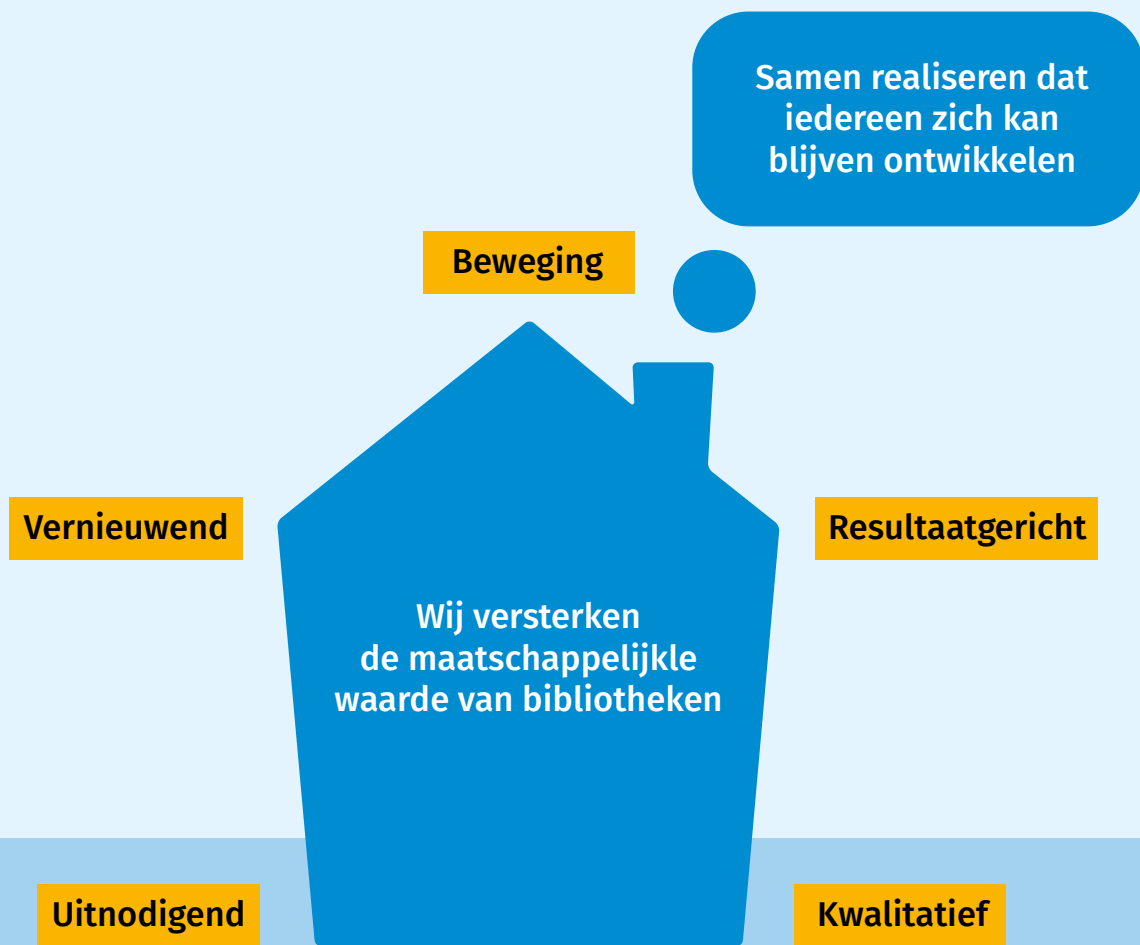 Samen realiseren dat
iedereen zich kan
blijven ontwikkelen
Beweging
Vernieuwend
Resultaatgericht
Wij versterken
de maatschappelijkle
waarde van bibliotheken
Uitnodigend
Kwalitatief